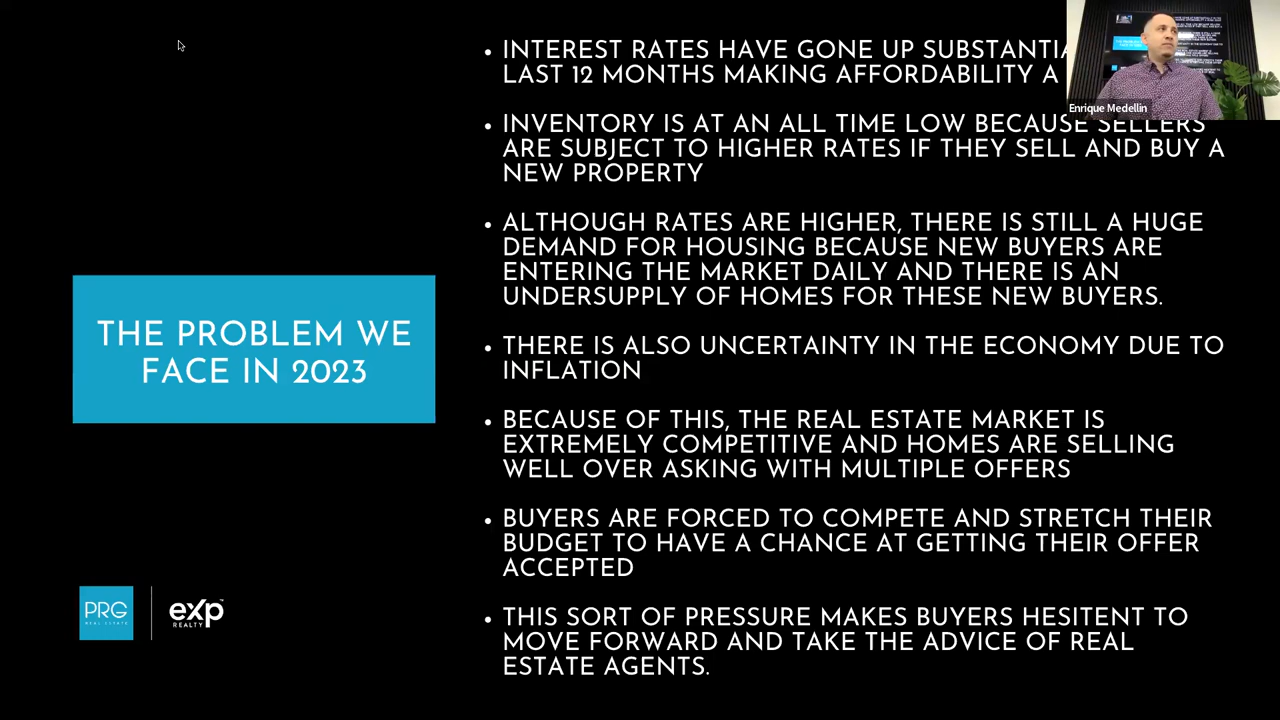 INTEREST RATES HAVE GONE UP
LAST 12 MONTHS MAKING AFFORDABILITY A
Enrique Medellin
INVENTORY IS AT AN ALL TIME LOW BECAUSE SELLERS
ARE SUBJECT TO HIGHER RATES IF THEY SELL AND BUY A
NEW PROPERTY
ALTHOUGH RATES ARE HIGHER, THERE IS STILL A HUGE
DEMAND FOR HOUSING BECAUSE NEW BUYERS ARE
ENTERING THE MARKET DAILY AND THERE IS AN
UNDERSUPPLY OF HOMES FOR THESE NEW BUYERS.
THE PROBLEM WE
FACE IN 2023
THERE IS ALSO UNCERTAINTY IN THE ECONOMY DUE TO
INFLATION
BECAUSE OF THIS, THE REAL ESTATE MARKET IS
EXTREMELY COMPETITIVE AND HOMES ARE SELLING
WELL OVER ASKING WITH MULTIPLE OFFERS
BUYERS ARE FORCED TO COMPETE AND STRETCH THEIR
BUDGET TO HAVE A CHANCE AT GETTING THEIR OFFER
ACCEPTED
THIS SORT OF PRESSURE MAKES BUYERS HESITENT TO
MOVE FORWARD AND TAKE THE ADVICE OF REAL
ESTATE AGENTS.
PRG
REAL ESTATE
exp
REALTY